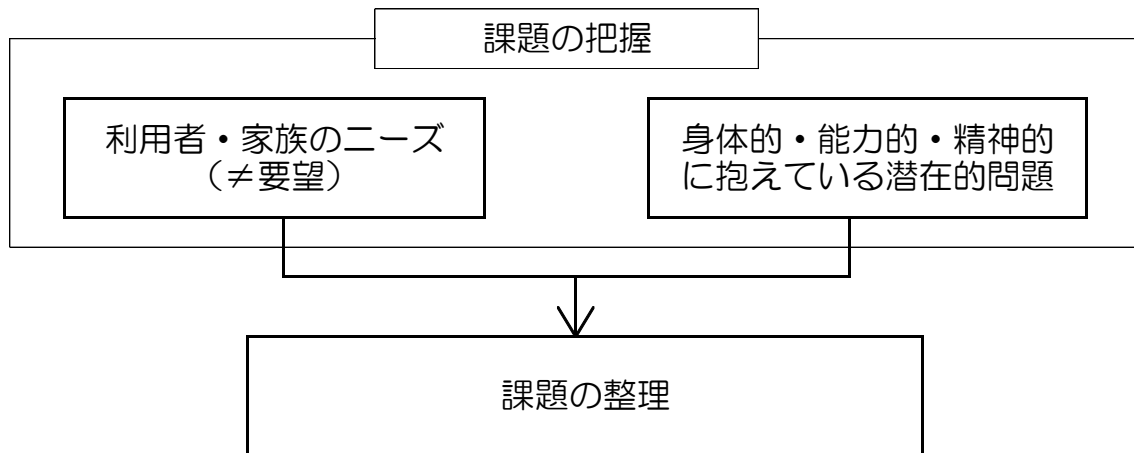 課題の把握
利用者・家族のニーズ
（≠要望）
身体的・能力的・精神的
に抱えている潜在的問題
課題の整理